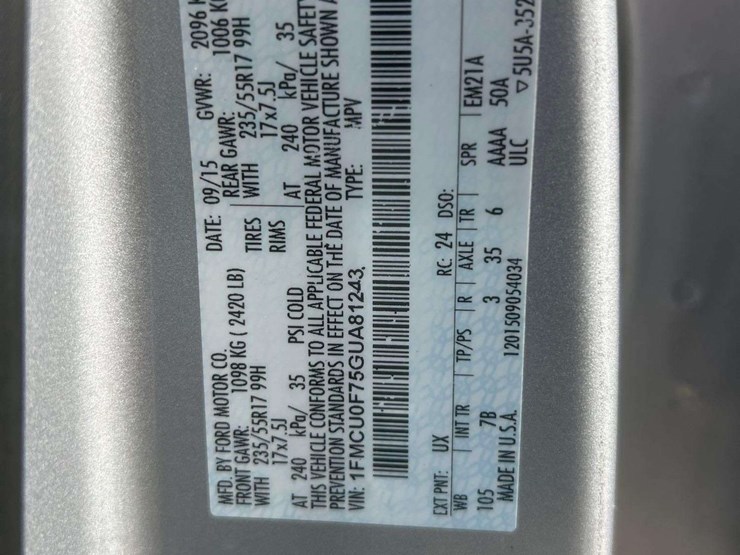 MFD. BY FORD MOTOR CO. DATE: 09/15 GVWR: 2096 K
FRONT GAWR: 1098 KG ( 2420 LB) REAR GAWR: 1006 K
WITH 235/55R17 99H TIRES WITH 235/55R17 99H
17x7.5J RIMS 17x7.5J
AT 240 kPa/ 35 PSI COLD AT 240 kPa/ 35
THIS VEHICLE CONFORMS TO ALL APPLICABLE FEDERAL MOTOR VEHICLE SAFETY
PREVENTION STANDARDS IN EFFECT ON THE DATE OF MANUFACTURE SHOWN
VIN: 1FMCU0F75GUA81243, TYPE: MPV
EXT PNT: UX RC: 24 DSO:
WB INT TR TP/PS R AXLE TR SPR EM21A
105 7B 3 35 6 AAAA 50A
MADE IN U.S.A. 1201509054034 ULC ▽5U5A-352